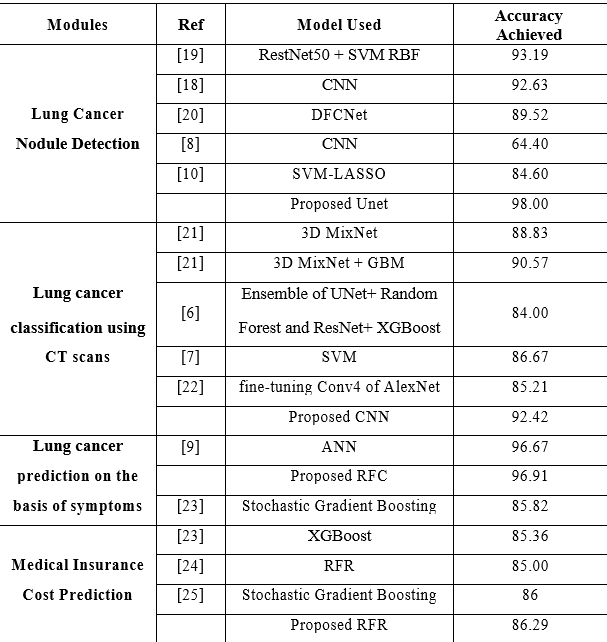 Modules Ref Model Used Accuracy Achieved
[19] RestNet50 + SVM RBF 93.19
[18] CNN 92.63
Lung Cancer [20] DFCNet 89.52
Nodule Detection [8] CNN 64.40
[10] SVM-LASSO 84.60
Proposed Unet 98.00
[21] 3D MixNet 88.83
[21] 3D MixNet + GBM 90.57
Lung cancer Ensemble of UNet+ Random
classification using [6] Forest and ResNet+ XGBoost 84.00
CT scans [7] SVM 86.67
[22] fine-tuning Conv4 of AlexNet 85.21
Proposed CNN 92.42
Lung cancer [9] ANN 96.67
prediction on the Proposed RFC 96.91
basis of symptoms [23] Stochastic Gradient Boosting 85.82
[23] XGBoost 85.36
Medical Insurance [24] RFR 85.00
Cost Prediction [25] Stochastic Gradient Boosting 86
Proposed RFR 86.29